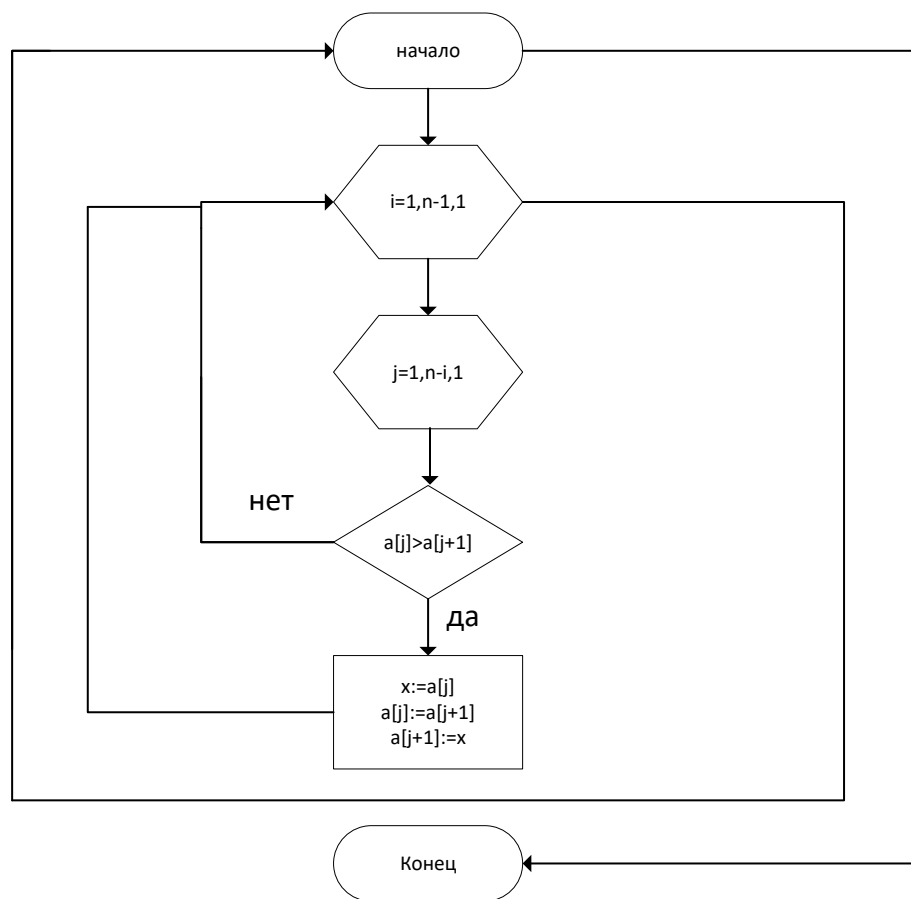 начало
i=1,n-1,1
j=1,n-i,1
нет
a[j]>a[j+1]
да
x:=a[j]
a[j]:=a[j+1]
a[j+1]:=x
Конец